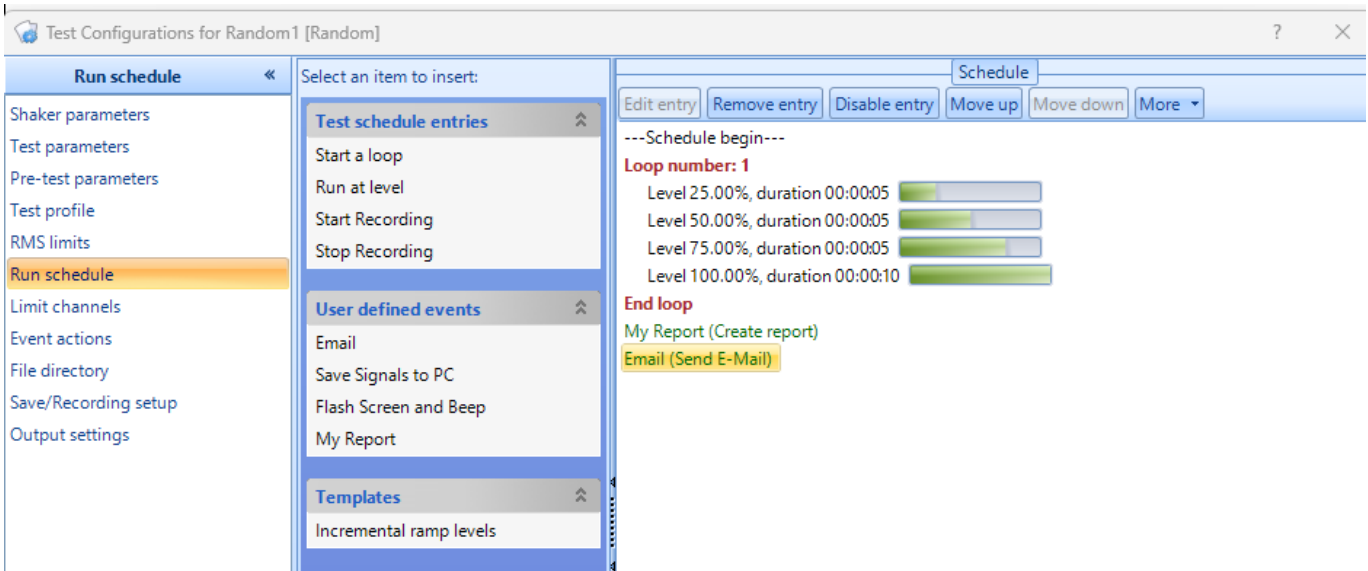 Test Configurations for Random1 [Random]
?
Run schedule «
Shaker parameters
Test parameters
Pre-test parameters
Test profile
RMS limits
Run schedule
Limit channels
Event actions
File directory
Save/Recording setup
Output settings
Select an item to insert:
Test schedule entries
Start a loop
Run at level
Start Recording
Stop Recording
User defined events
Email
Save Signals to PC
Flash Screen and Beep
My Report
Templates
Incremental ramp levels
Schedule
Edit entry Remove entry Disable entry Move up Move down More
---Schedule begin---
Loop number: 1
Level 25.00%, duration 00:00:05
Level 50.00%, duration 00:00:05
Level 75.00%, duration 00:00:05
Level 100.00%, duration 00:00:10
End loop
My Report (Create report)
Email (Send E-Mail)